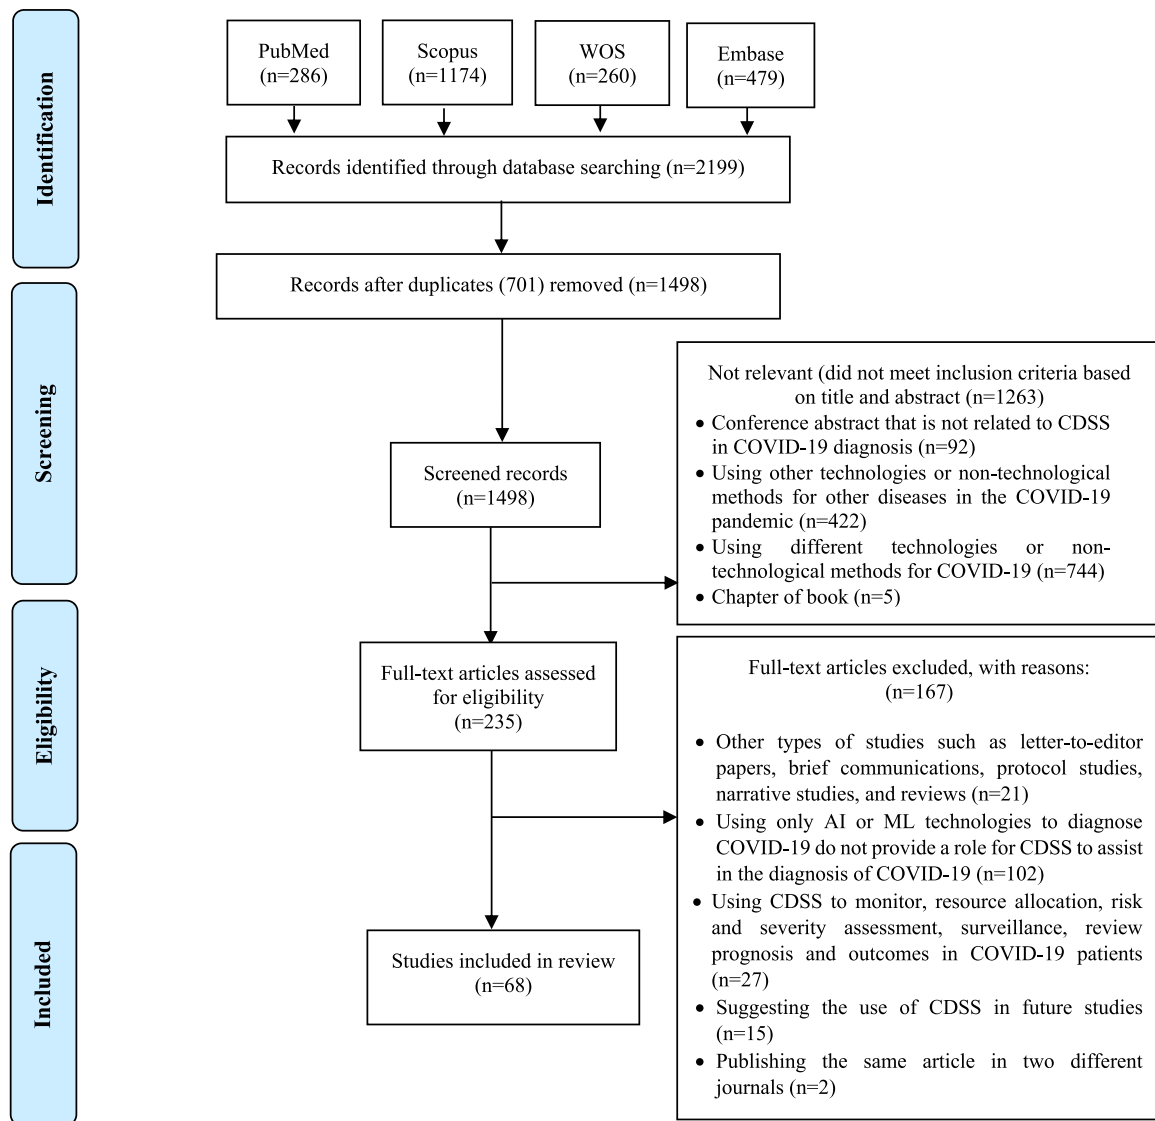 Identification
PubMed
(n=286)
Scopus
(n=1174)
WOS
(n=260)
Embase
(n=479)
Records identified through database searching (n=2199)
Records after duplicates (701) removed (n=1498)
Screening
Screened records
(n=1498)
Not relevant (did not meet inclusion criteria based
on title and abstract (n=1263)
• Conference abstract that is not related to CDSS
in COVID-19 diagnosis (n=92)
• Using other technologies or non-technological
methods for other diseases in the COVID-19
pandemic (n=422)
• Using different technologies or non-
technological methods for COVID-19 (n=744)
• Chapter of book (n=5)
Eligibility
Full-text articles assessed
for eligibility
(n=235)
Full-text articles excluded, with reasons:
(n=167)
• Other types of studies such as letter-to-editor
papers, brief communications, protocol studies,
narrative studies, and reviews (n=21)
• Using only AI or ML technologies to diagnose
COVID-19 do not provide a role for CDSS to assist
in the diagnosis of COVID-19 (n=102)
• Using CDSS to monitor, resource allocation, risk
and severity assessment, surveillance, review
prognosis and outcomes in COVID-19 patients
(n=27)
• Suggesting the use of CDSS in future studies
(n=15)
• Publishing the same article in two different
journals (n=2)
Included
Studies included in review
(n=68)